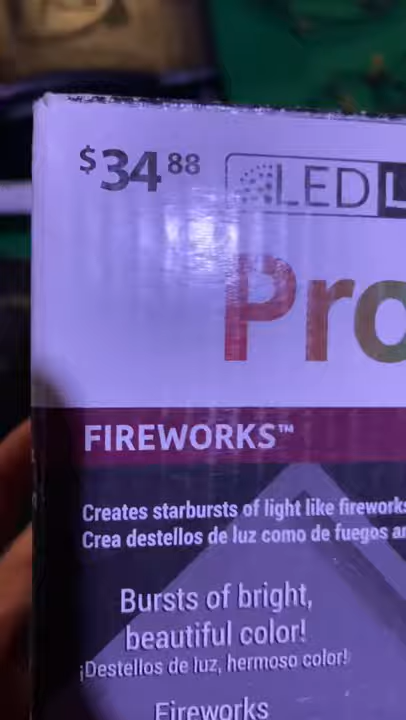 $34 88
LED L
Pro
FIREWORKS™
Creates starbursts of light like fireworks
Crea destellos de luz como de fuegos ar
Bursts of bright,
beautiful color!
¡Destellos de luz, hermoso color!
Fireworks